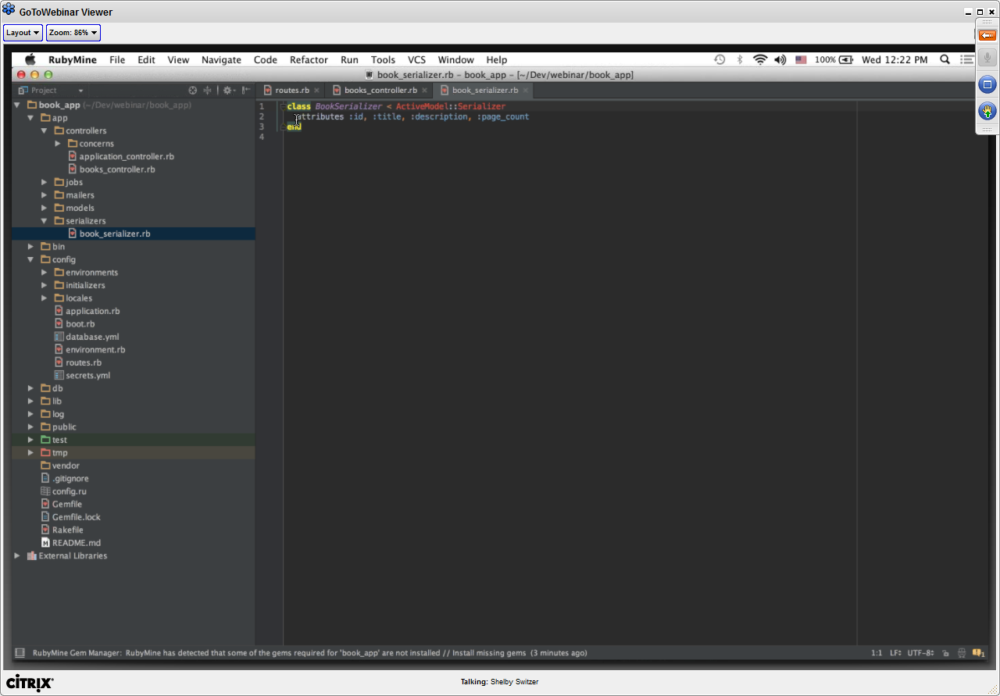 GoToWebinar Viewer
Layout Zoom: 86%
RubyMine File Edit View Navigate Code Refactor Run Tools VCS Window Help 100% Wed 12:22 PM
book_serializer.rb – book_app – [~/Dev/webinar/book_app]
Project routes.rb books_controller.rb book_serializer.rb
book_app (~/Dev/webinar/book_app)
app
controllers
concerns
application_controller.rb
books_controller.rb
jobs
mailers
models
serializers
book_serializer.rb
bin
config
environments
initializers
locales
application.rb
boot.rb
database.yml
environment.rb
routes.rb
secrets.yml
db
lib
log
public
test
tmp
vendor
.gitignore
config.ru
Gemfile
Gemfile.lock
Rakefile
README.md
External Libraries
1 class BookSerializer < ActiveModel::Serializer
2 attributes :id, :title, :description, :page_count
3 end
4
RubyMine Gem Manager: RubyMine has detected that some of the gems required for 'book_app' are not installed // Install missing gems (3 minutes ago) 1:1 LF UTF-8 1
CITRIX
Talking: Shelby Switzer